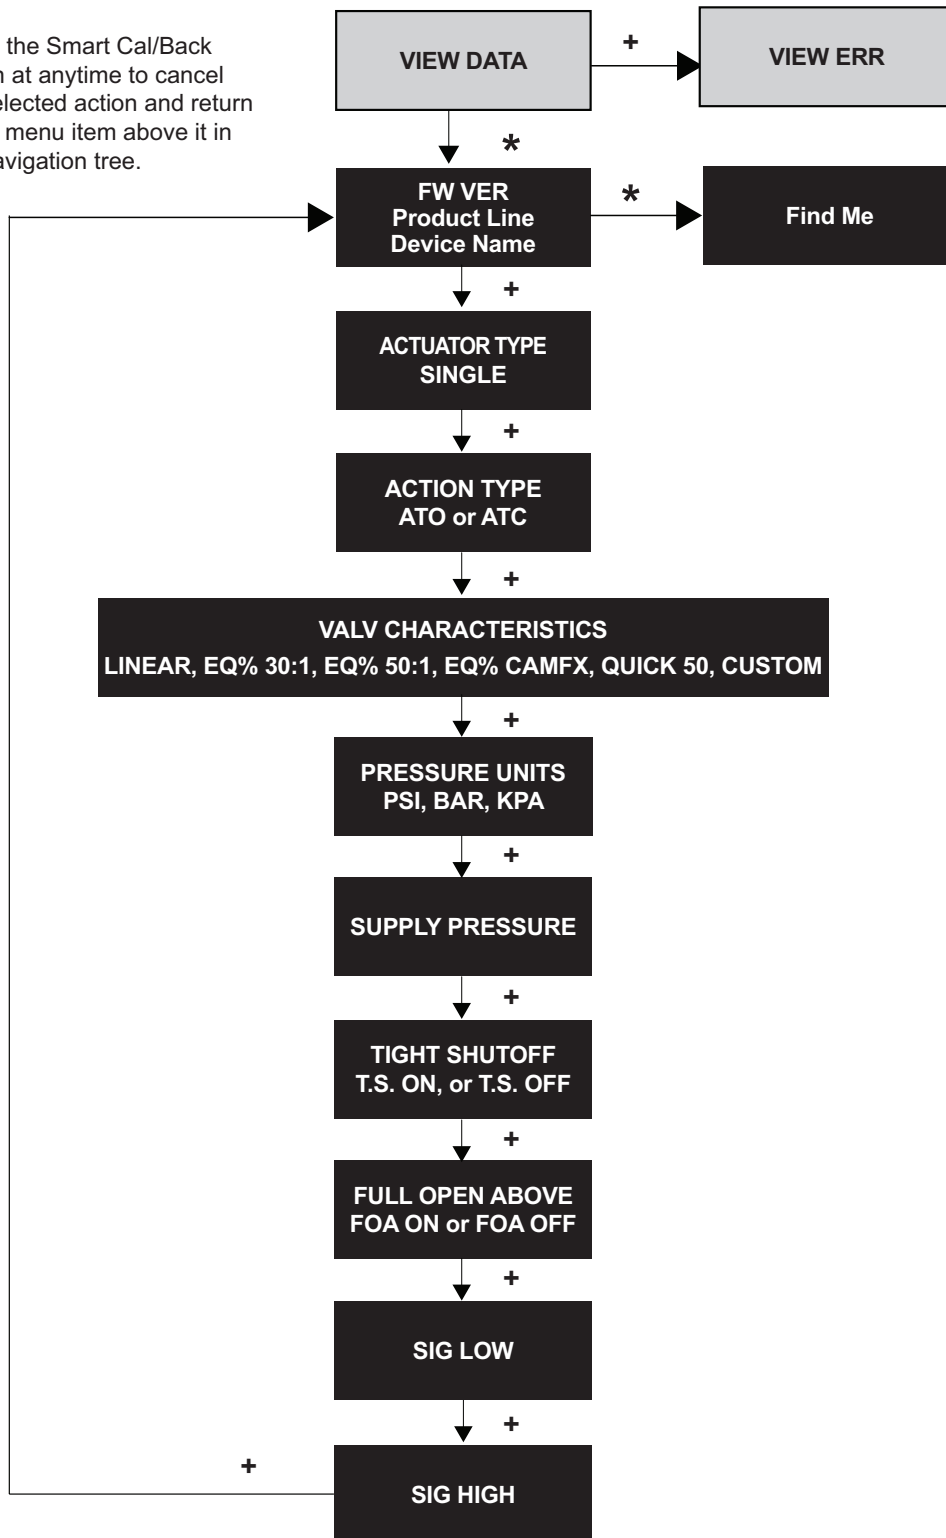 the Smart Cal/Back
at anytime to cancel
elected action and return
menu item above it in
avigation tree.
VIEW DATA
+
VIEW ERR
*
FW VER
Product Line
Device Name
*
Find Me
+
ACTUATOR TYPE
SINGLE
+
ACTION TYPE
ATO or ATC
+
VALV CHARACTERISTICS
LINEAR, EQ% 30:1, EQ% 50:1, EQ% CAMFX, QUICK 50, CUSTOM
+
PRESSURE UNITS
PSI, BAR, KPA
+
SUPPLY PRESSURE
+
TIGHT SHUTOFF
T.S. ON, or T.S. OFF
+
FULL OPEN ABOVE
FOA ON or FOA OFF
+
SIG LOW
+
+
SIG HIGH